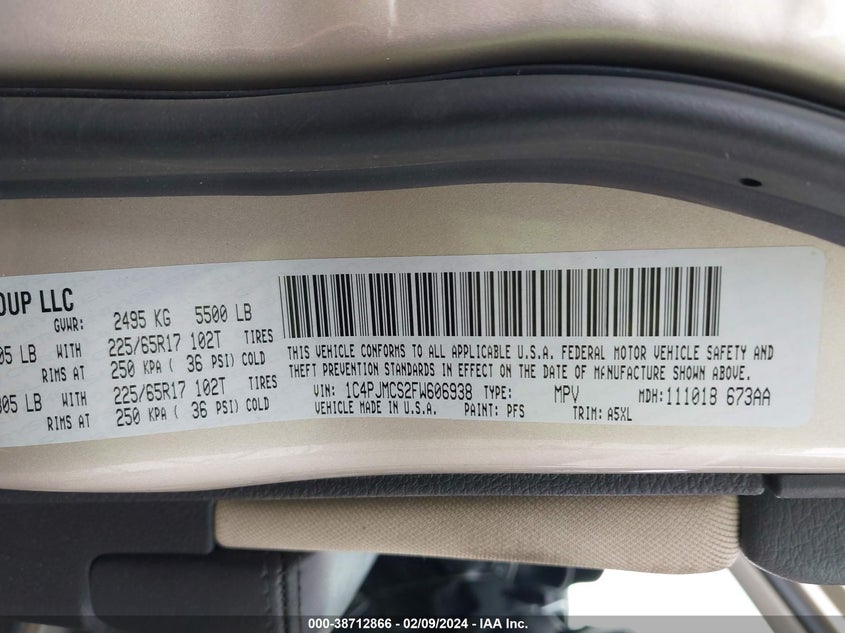 OUP LLC
GVWR: 2495 KG 5500 LB
05 LB WITH 225/65R17 102T TIRES
RIMS AT 250 KPA ( 36 PSI) COLD
805 LB WITH 225/65R17 102T TIRES
RIMS AT 250 KPA ( 36 PSI) COLD
THIS VEHICLE CONFORMS TO ALL APPLICABLE U.S.A. FEDERAL MOTOR VEHICLE SAFETY AND
THEFT PREVENTION STANDARDS IN EFFECT ON THE DATE OF MANUFACTURE SHOWN ABOVE.
VIN: 1C4PJMCS2FW606938 TYPE: MPV MDH: 111018 673AA
VEHICLE MADE IN U.S.A. PAINT: PFS TRIM: A5XL
000-38712866 - 02/09/2024 - IAA Inc.